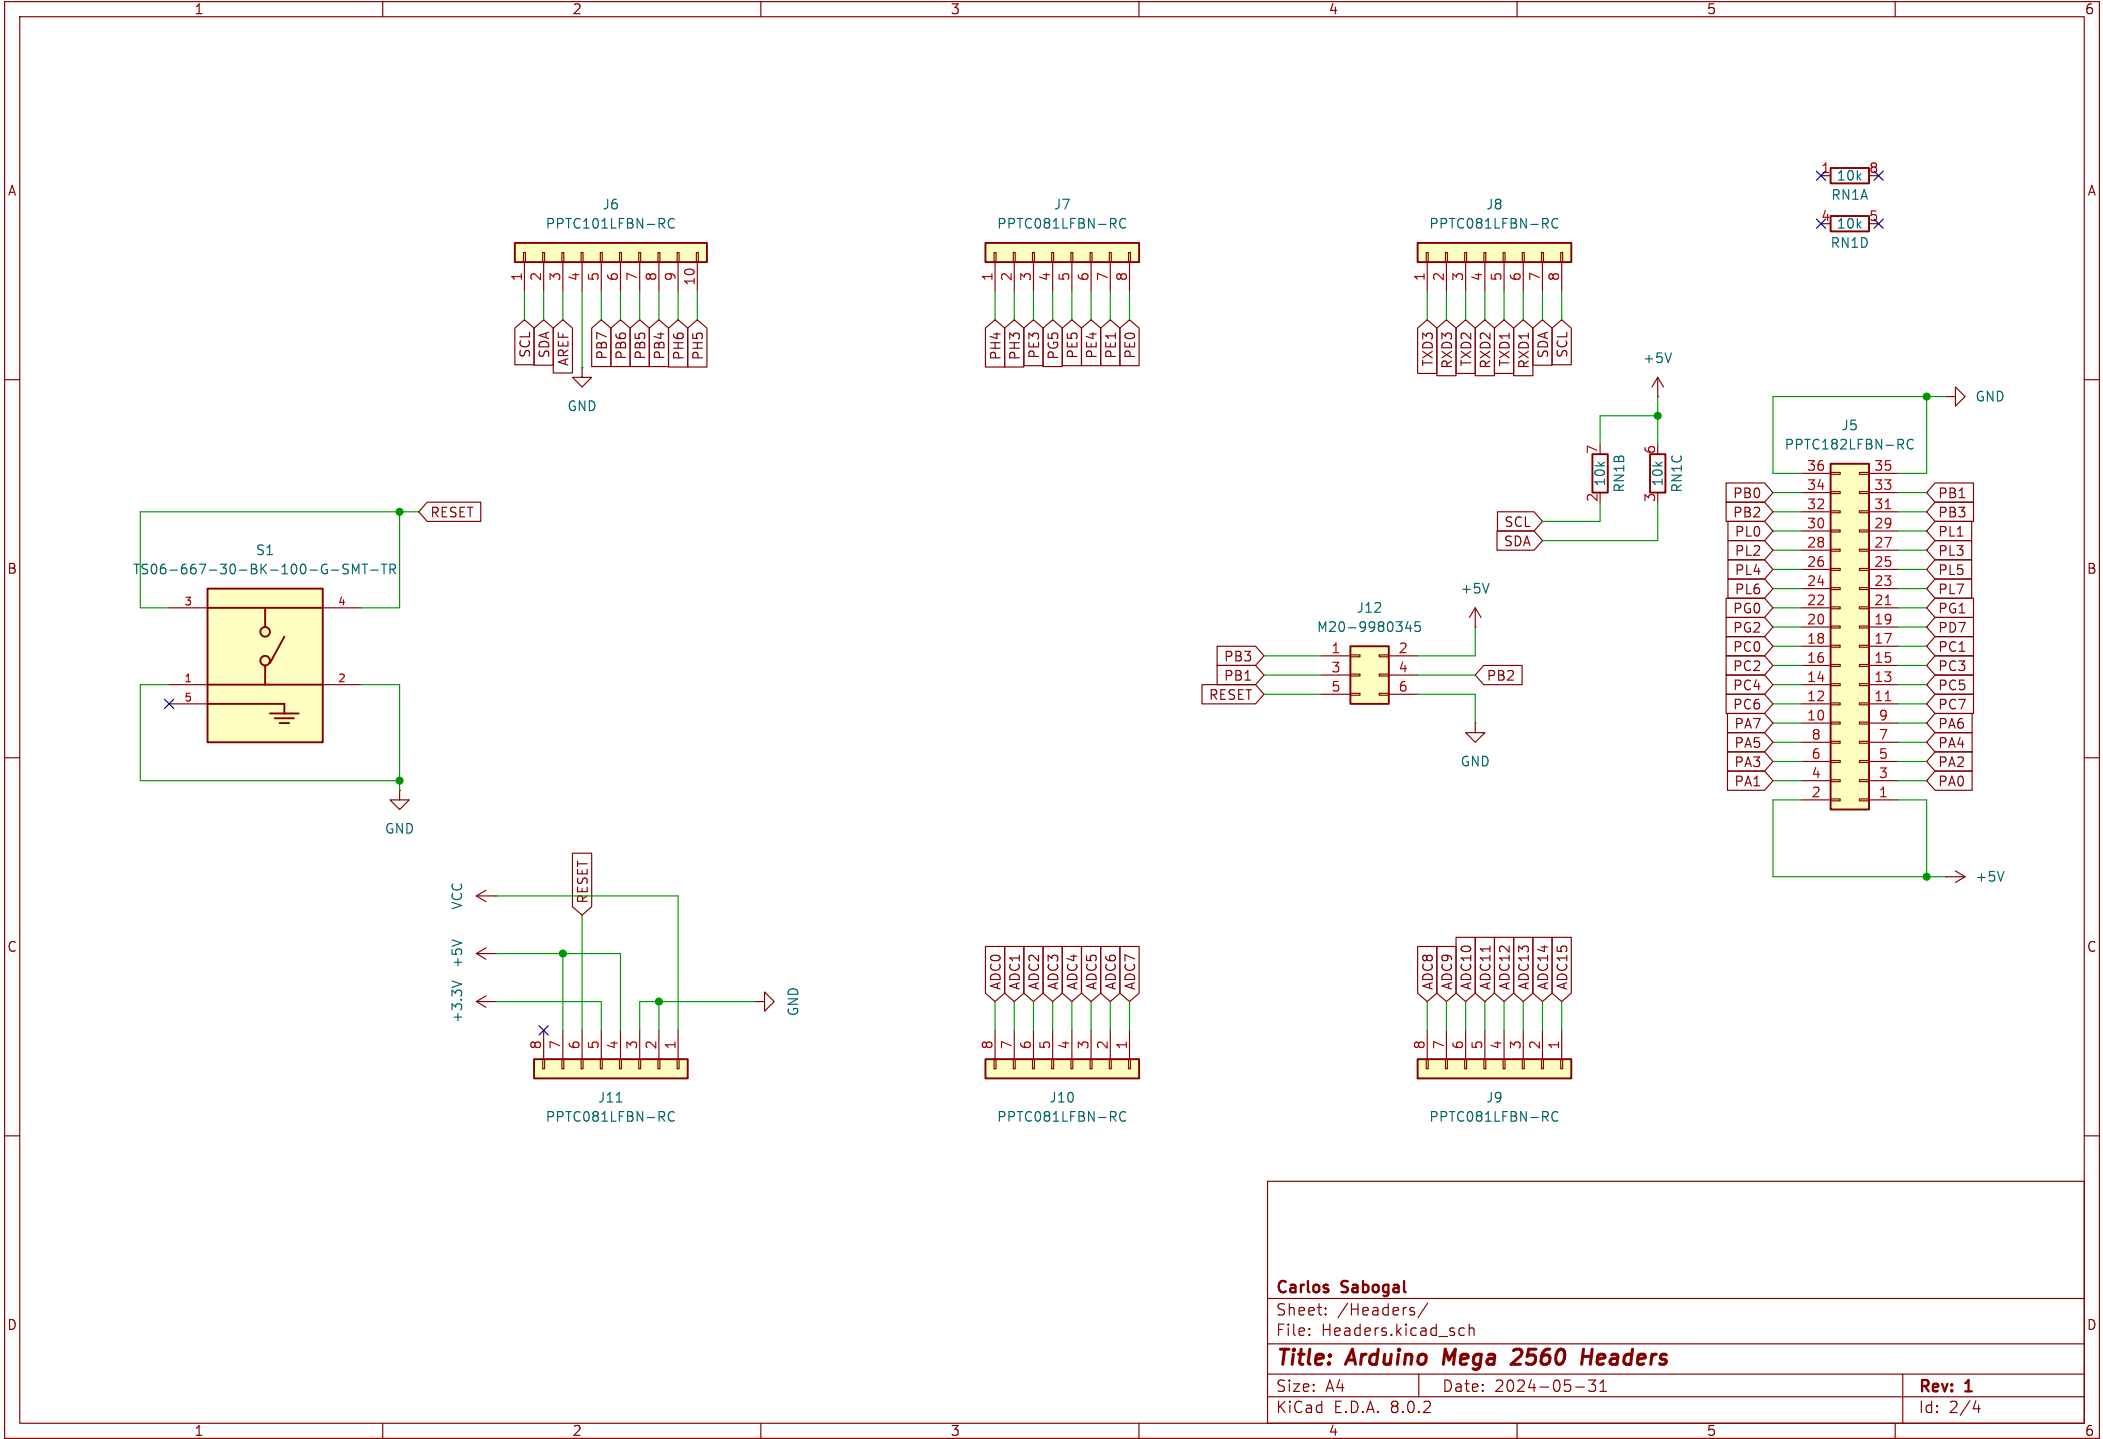 1 2 3 4 5 6
A
B
C
D
A
B
C
D
J6
PPTC101LFBN-RC
1 2 3 4 5 6 7 8 9 10
SCL SDA AREF PB7 PB6 PB5 PB4 PH6 PH5
GND
J7
PPTC081LFBN-RC
1 2 3 4 5 6 7 8
PH4 PH3 PE3 PG5 PE5 PE4 PE1 PE0
J8
PPTC081LFBN-RC
1 2 3 4 5 6 7 8
TXD3 RXD3 TXD2 RXD2 TXD1 RXD1 SDA SCL
1 10k 8
RN1A
4 10k 5
RN1D
+5V
7 10k 2 RN1B
6 10k 3 RN1C
SCL
SDA
GND
J5
PPTC182LFBN-RC
36 35
PB0 34 33 PB1
PB2 32 31 PB3
PL0 30 29 PL1
PL2 28 27 PL3
PL4 26 25 PL5
PL6 24 23 PL7
PG0 22 21 PG1
PG2 20 19 PD7
PC0 18 17 PC1
PC2 16 15 PC3
PC4 14 13 PC5
PC6 12 11 PC7
PA7 10 9 PA6
PA5 8 7 PA4
PA3 6 5 PA2
PA1 4 3 PA0
2 1
+5V
RESET
S1
TS06-667-30-BK-100-G-SMT-TR
3 4
1 2
5
GND
+5V
J12
M20-9980345
PB3 1 2
PB1 3 4 PB2
RESET 5 6
GND
RESET
VCC
+5V
+3.3V
GND
8 7 6 5 4 3 2 1
J11
PPTC081LFBN-RC
ADC0 ADC1 ADC2 ADC3 ADC4 ADC5 ADC6 ADC7
8 7 6 5 4 3 2 1
J10
PPTC081LFBN-RC
ADC8 ADC9 ADC10 ADC11 ADC12 ADC13 ADC14 ADC15
8 7 6 5 4 3 2 1
J9
PPTC081LFBN-RC
Carlos Sabogal
Sheet: /Headers/
File: Headers.kicad_sch
Title: Arduino Mega 2560 Headers
Size: A4 Date: 2024-05-31 Rev: 1
KiCad E.D.A. 8.0.2 Id: 2/4
1 2 3 4 5 6